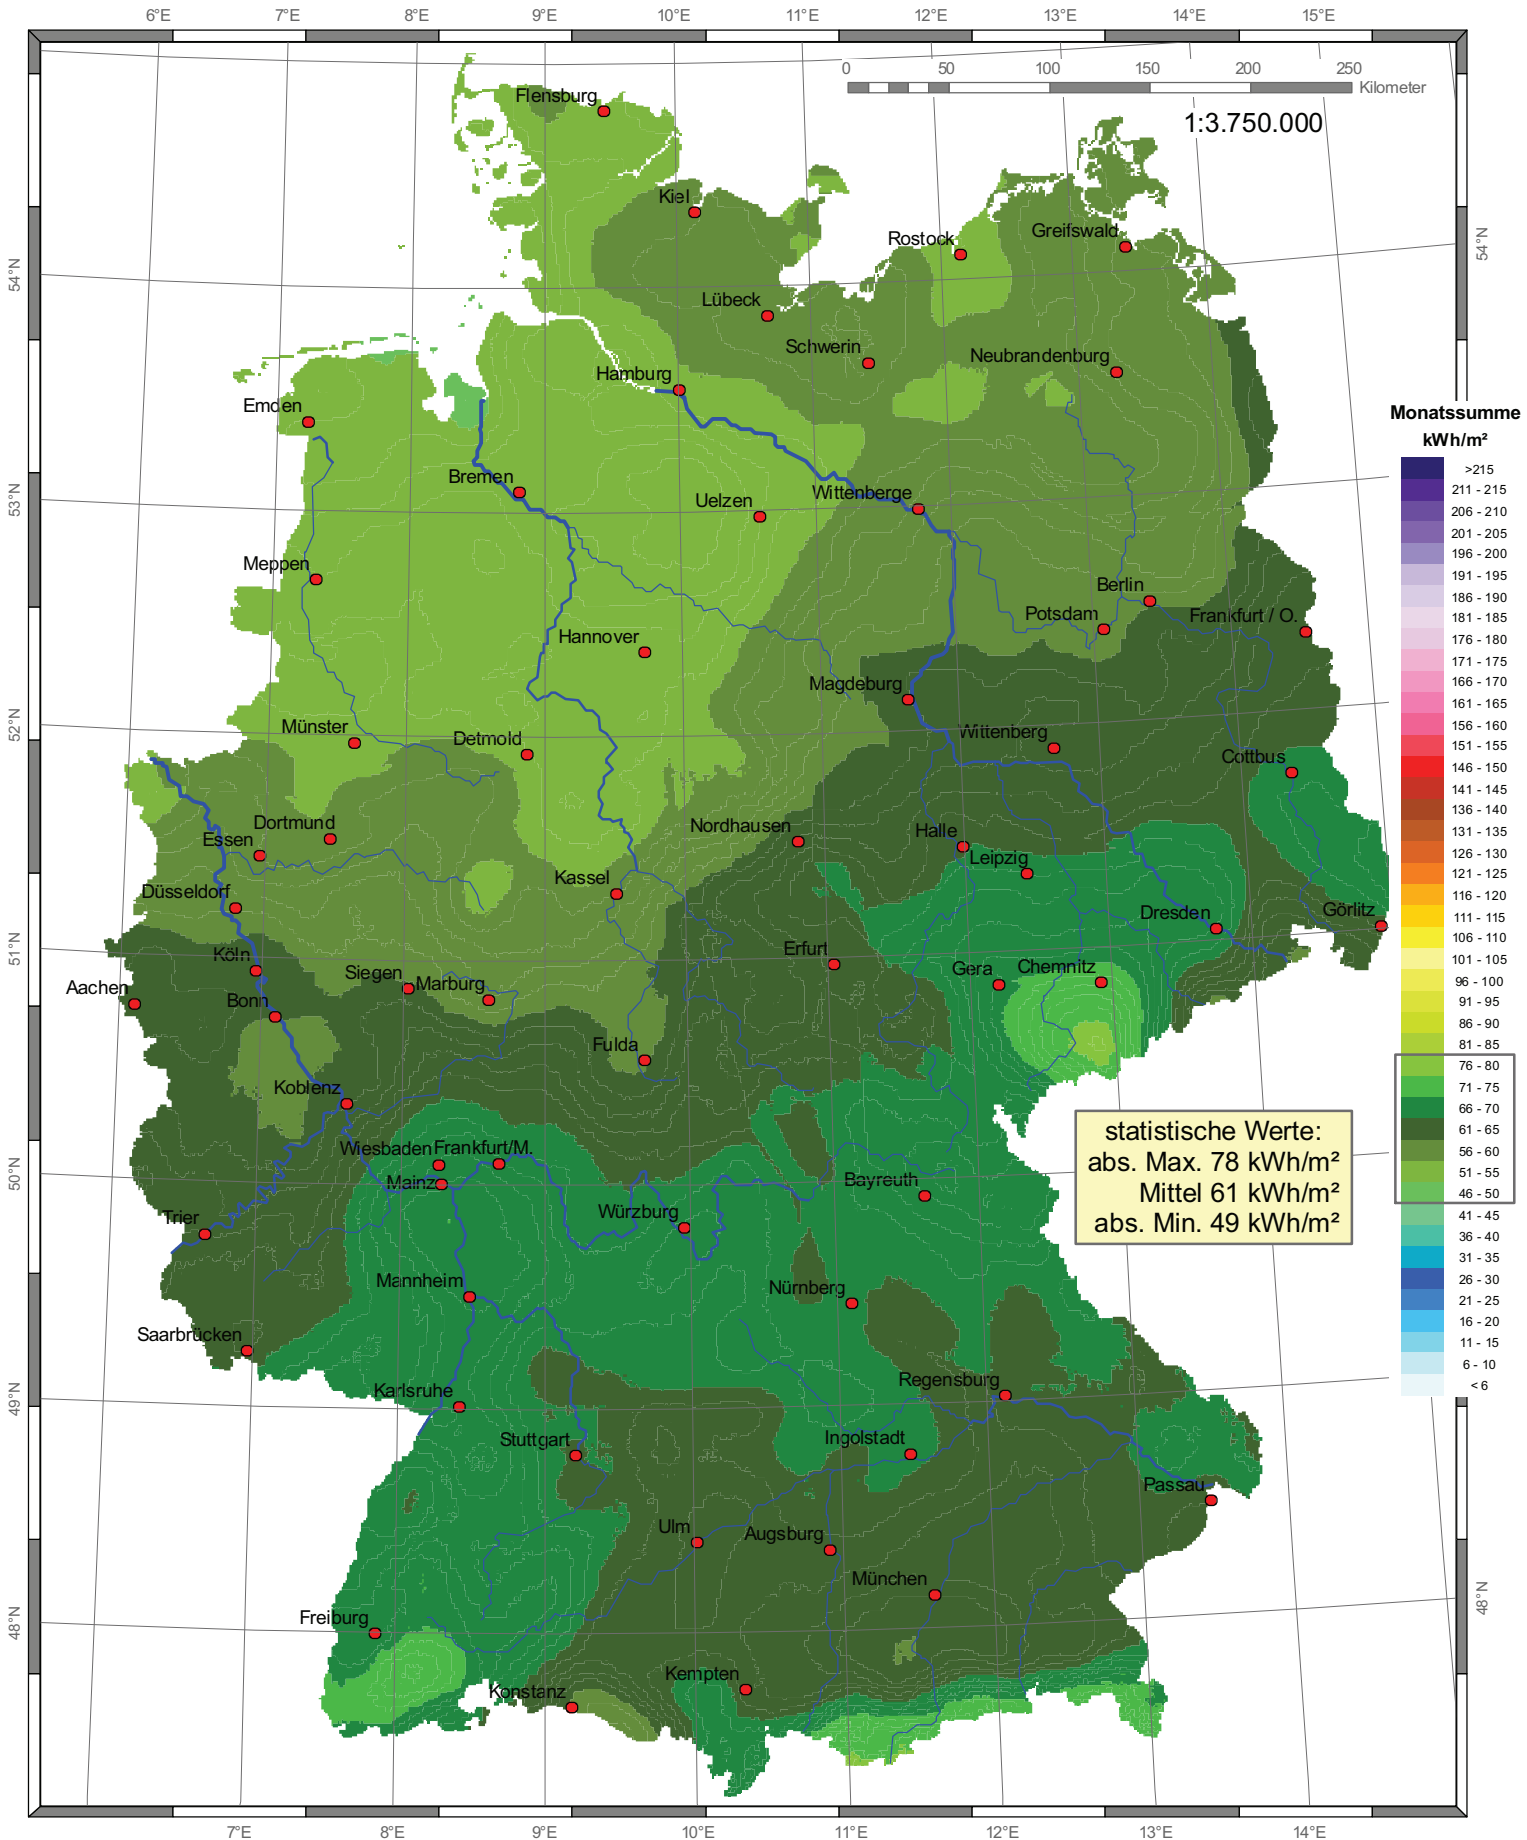 6°E 7°E 8°E 9°E 10°E 11°E 12°E 13°E 14°E 15°E
0 50 100 150 200 250 Kilometer
1:3.750.000
Flensburg
Kiel
Rostock
Greifswald
54°N
54°N
Lübeck
Schwerin
Neubrandenburg
Hamburg
Emden
Bremen
Uelzen
Wittenberge
53°N
Meppen
Berlin
Potsdam
Frankfurt / O.
Hannover
Magdeburg
52°N
Münster
Detmold
Wittenberg
Cottbus
Dortmund
Essen
Nordhausen
Halle
Leipzig
Düsseldorf
Kassel
Dresden
Görlitz
51°N
Köln
Siegen
Marburg
Erfurt
Gera
Chemnitz
Aachen
Bonn
Fulda
Koblenz
Wiesbaden
Frankfurt/M.
Mainz
50°N
Bayreuth
Trier
Würzburg
Mannheim
Nürnberg
Saarbrücken
Karlsruhe
Regensburg
49°N
Stuttgart
Ingolstadt
Passau
Ulm
Augsburg
München
48°N
48°N
Freiburg
Kempten
Konstanz
7°E 8°E 9°E 10°E 11°E 12°E 13°E 14°E
Monatssumme
kWh/m²
>215
211 - 215
206 - 210
201 - 205
196 - 200
191 - 195
186 - 190
181 - 185
176 - 180
171 - 175
166 - 170
161 - 165
156 - 160
151 - 155
146 - 150
141 - 145
136 - 140
131 - 135
126 - 130
121 - 125
116 - 120
111 - 115
106 - 110
101 - 105
96 - 100
91 - 95
86 - 90
81 - 85
76 - 80
71 - 75
66 - 70
61 - 65
56 - 60
51 - 55
46 - 50
41 - 45
36 - 40
31 - 35
26 - 30
21 - 25
16 - 20
11 - 15
6 - 10
< 6
statistische Werte:
abs. Max. 78 kWh/m²
Mittel 61 kWh/m²
abs. Min. 49 kWh/m²